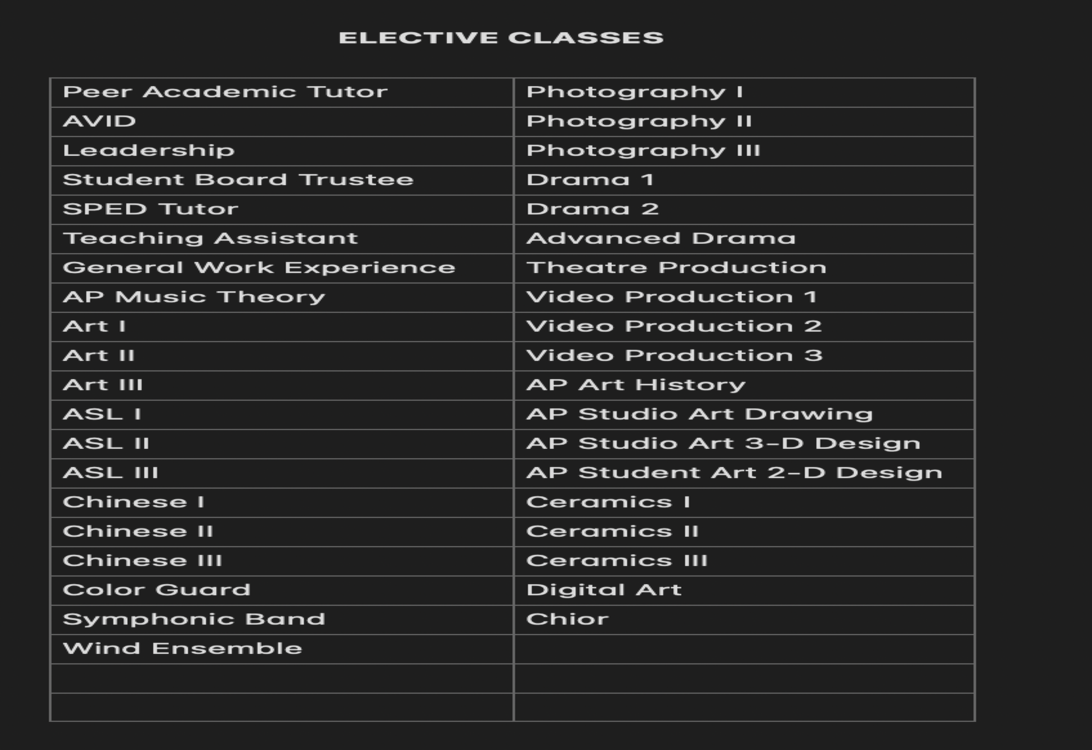 ELECTIVE CLASSES
Peer Academic Tutor Photography I
AVID Photography II
Leadership Photography III
Student Board Trustee Drama 1
SPED Tutor Drama 2
Teaching Assistant Advanced Drama
General Work Experience Theatre Production
AP Music Theory Video Production 1
Art I Video Production 2
Art II Video Production 3
Art III AP Art History
ASL I AP Studio Art Drawing
ASL II AP Studio Art 3-D Design
ASL III AP Student Art 2-D Design
Chinese I Ceramics I
Chinese II Ceramics II
Chinese III Ceramics III
Color Guard Digital Art
Symphonic Band Chior
Wind Ensemble